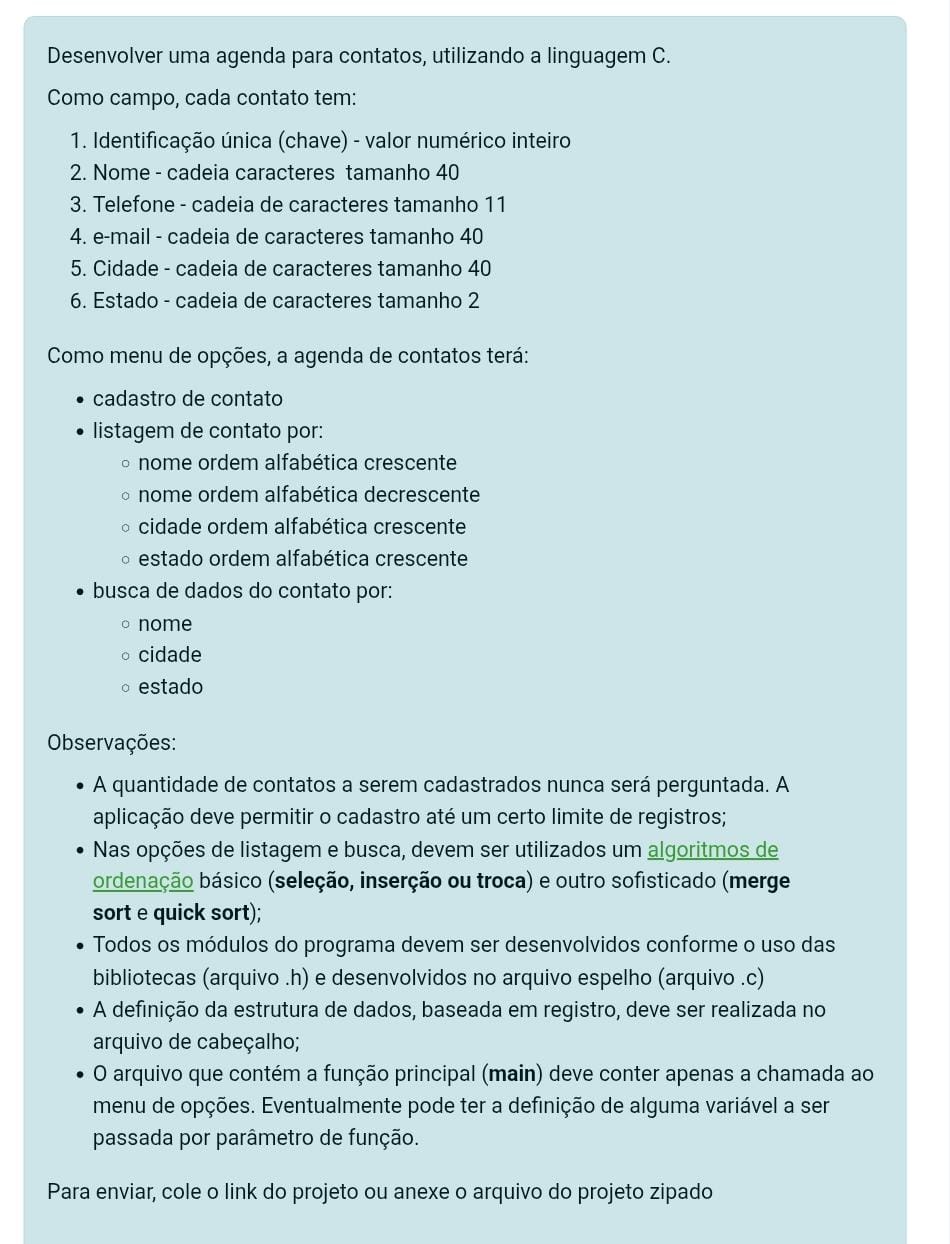 Desenvolver uma agenda para contatos, utilizando a linguagem C.
Como campo, cada contato tem:
1. Identificação única (chave) - valor numérico inteiro
2. Nome - cadeia caracteres  tamanho 40
3. Telefone - cadeia de caracteres tamanho 11
4. e-mail - cadeia de caracteres tamanho 40
5. Cidade - cadeia de caracteres tamanho 40
6. Estado - cadeia de caracteres tamanho 2
Como menu de opções, a agenda de contatos terá:
• cadastro de contato
• listagem de contato por:
◦ nome ordem alfabética crescente
◦ nome ordem alfabética decrescente
◦ cidade ordem alfabética crescente
◦ estado ordem alfabética crescente
• busca de dados do contato por:
◦ nome
◦ cidade
◦ estado
Observações:
• A quantidade de contatos a serem cadastrados nunca será perguntada. A
aplicação deve permitir o cadastro até um certo limite de registros;
• Nas opções de listagem e busca, devem ser utilizados um algoritmos de
ordenação básico (seleção, inserção ou troca) e outro sofisticado (merge
sort e quick sort);
• Todos os módulos do programa devem ser desenvolvidos conforme o uso das
bibliotecas (arquivo .h) e desenvolvidos no arquivo espelho (arquivo .c)
• A definição da estrutura de dados, baseada em registro, deve ser realizada no
arquivo de cabeçalho;
• O arquivo que contém a função principal (main) deve conter apenas a chamada ao
menu de opções. Eventualmente pode ter a definição de alguma variável a ser
passada por parâmetro de função.
Para enviar, cole o link do projeto ou anexe o arquivo do projeto zipado